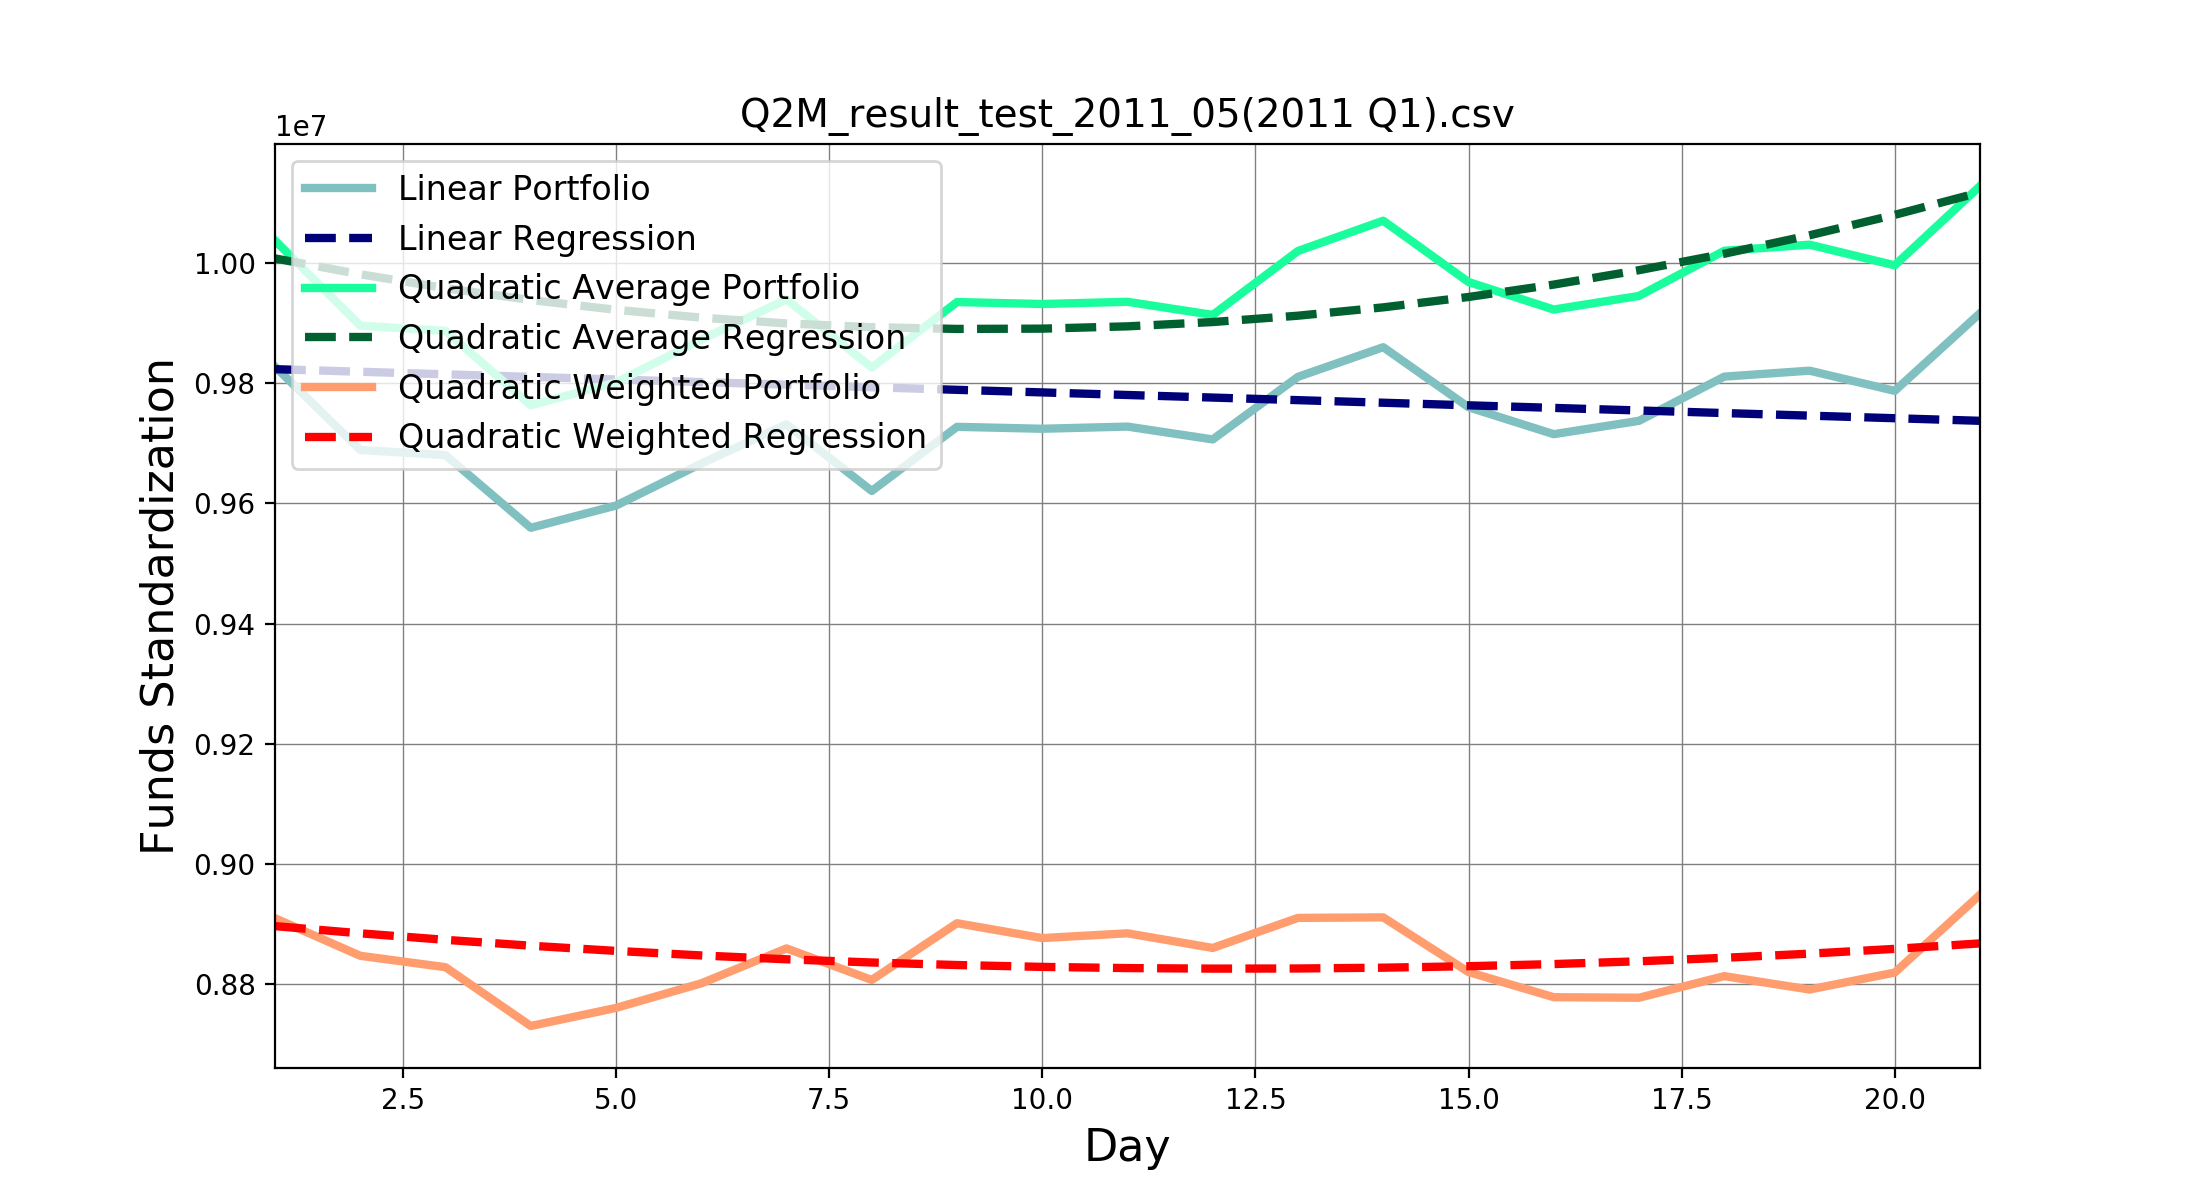 Q2M_result_test_2011_05(2011 Q1).csv
1e7
Linear Portfolio
Linear Regression
Quadratic Average Portfolio
Quadratic Average Regression
Quadratic Weighted Portfolio
Quadratic Weighted Regression
Funds Standardization
1.00
0.98
0.96
0.94
0.92
0.90
0.88
2.5 5.0 7.5 10.0 12.5 15.0 17.5 20.0
Day